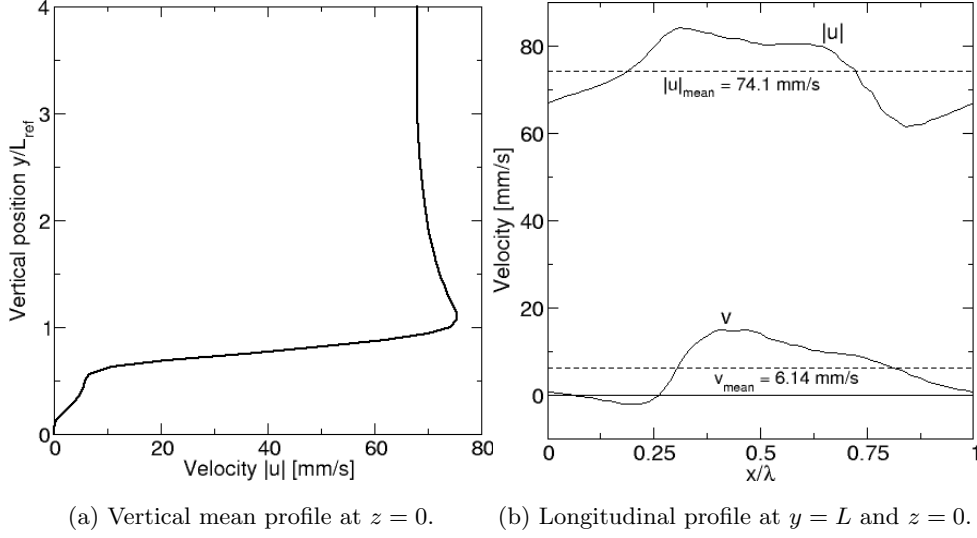 4
3
2
1
0
0
20
40
60
80
Vertical position y/L_ref
Velocity |u| [mm/s]
80
60
40
20
0
0
0.25
0.5
0.75
1
Velocity [mm/s]
x/λ
|u|
|u|_mean = 74.1 mm/s
v
v_mean = 6.14 mm/s
(a) Vertical mean profile at z = 0.
(b) Longitudinal profile at y = L and z = 0.